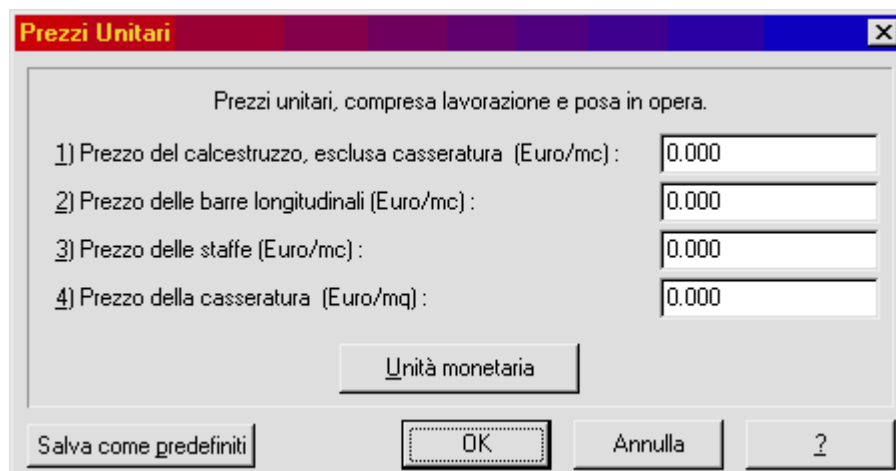 Prezzi Unitari
Prezzi unitari, compresa lavorazione e posa in opera.
1) Prezzo del calcestruzzo, esclusa casseratura (Euro/mc) : 0.000
2) Prezzo delle barre longitudinali (Euro/mc) : 0.000
3) Prezzo delle staffe (Euro/mc) : 0.000
4) Prezzo della casseratura (Euro/mq) : 0.000
Unità monetaria
Salva come predefiniti OK Annulla ?